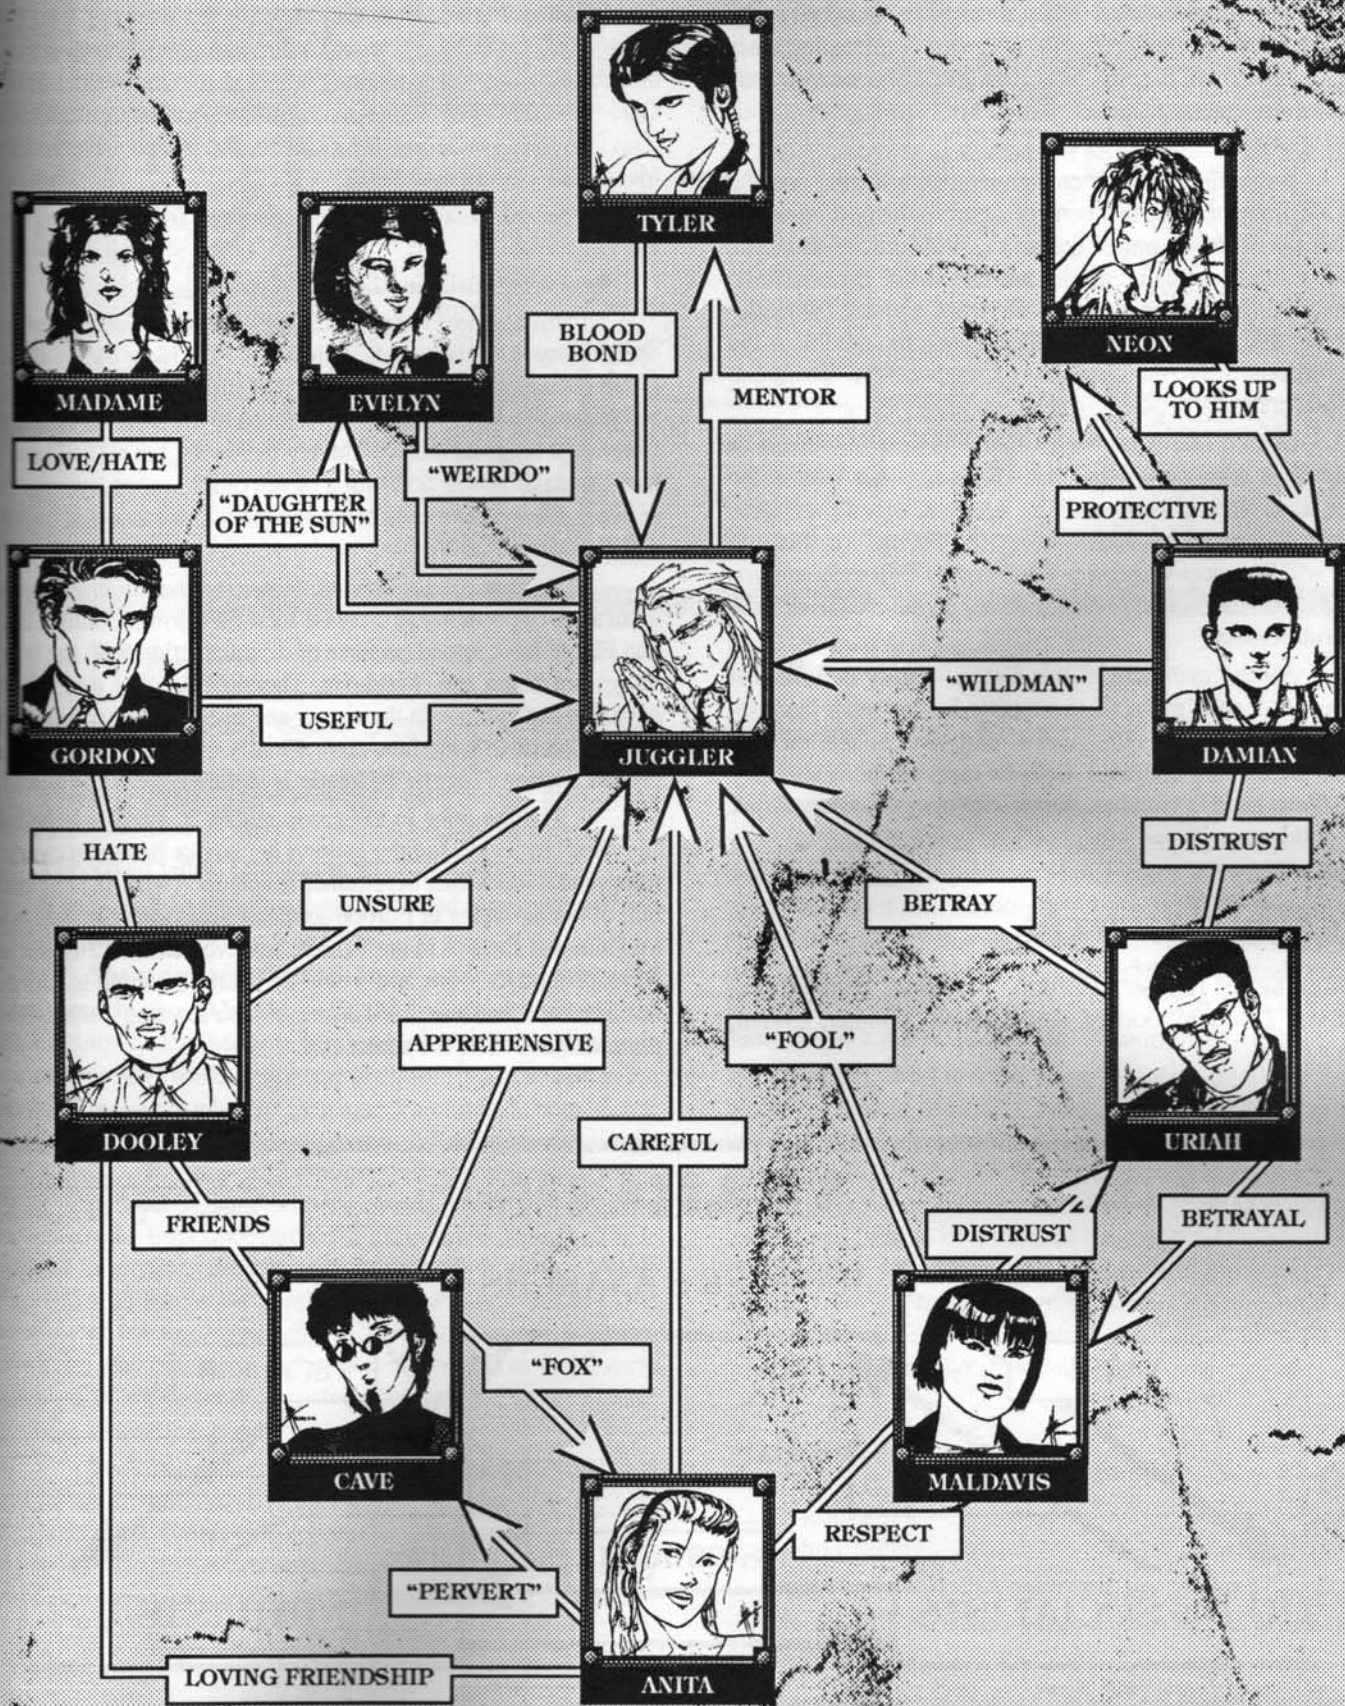 TYLER
NEON
MADAME
EVELYN
BLOOD
BOND
MENTOR
LOOKS UP
TO HIM
LOVE/HATE
“WEIRDO”
“DAUGHTER
OF THE SUN”
PROTECTIVE
“WILDMAN”
USEFUL
GORDON
JUGGLER
DAMIAN
HATE
DISTRUST
UNSURE
BETRAY
APPREHENSIVE
“FOOL”
DOOLEY
CAREFUL
URIAH
FRIENDS
DISTRUST
BETRAYAL
“FOX”
CAVE
MALDAVIS
RESPECT
“PERVERT”
LOVING FRIENDSHIP
ANITA